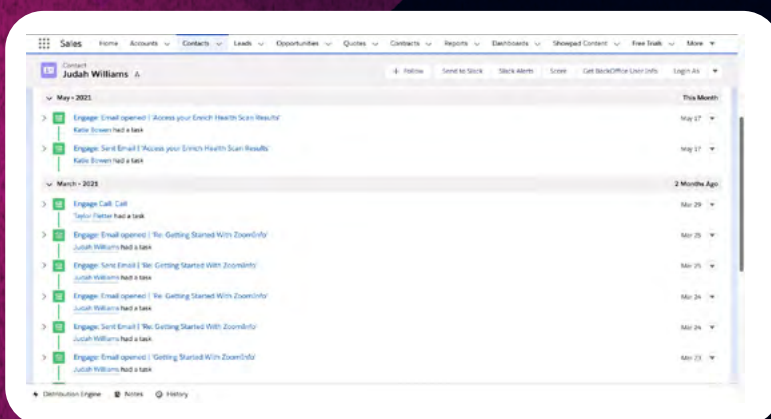 Sales Home Accounts Contacts Leads Opportunities Quotes Contracts Reports Dashboards Showpad Content Free Trials More
Contact
Judah Williams
+ Follow Send to Slack Slack Alerts Score Get BackOffice User Info Login As
May • 2021 This Month
Engage: Email opened | 'Access your Enrich Health Scan Results' May 17
Katie Bowen had a task
Engage: Sent Email | 'Access your Enrich Health Scan Results' May 17
Katie Bowen had a task
March • 2021 2 Months Ago
Engage Call: Call Mar 29
Taylor had a task
Engage: Email opened | 'Re: Getting Started With ZoomInfo' Mar 25
Judah Williams had a task
Engage: Sent Email | 'Re: Getting Started With ZoomInfo' Mar 25
Judah Williams had a task
Engage: Email opened | 'Re: Getting Started With ZoomInfo' Mar 24
Judah Williams had a task
Engage: Sent Email | 'Re: Getting Started With ZoomInfo' Mar 24
Judah Williams had a task
Engage: Email opened | 'Getting Started With ZoomInfo' Mar 23
Judah Williams had a task
Distribution Engine Notes History